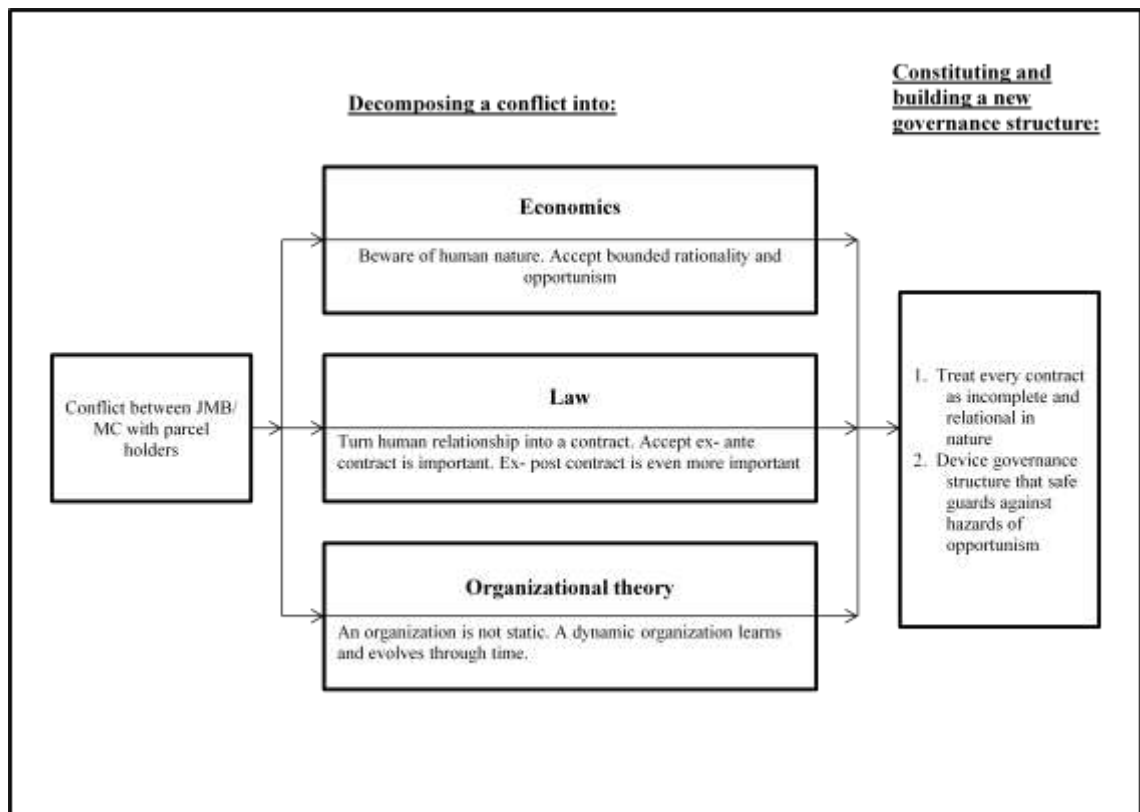 Decomposing a conflict into:
Constituting and
building a new
governance structure:
Economics
Beware of human nature. Accept bounded rationality and
opportunism
Conflict between JMB/
MC with parcel
holders
Law
Turn human relationship into a contract. Accept ex- ante
contract is important. Ex- post contract is even more important
Organizational theory
An organization is not static. A dynamic organization learns
and evolves through time.
1. Treat every contract
as incomplete and
relational in
nature
2. Device governance
structure that safe
guards against
hazards of
opportunism